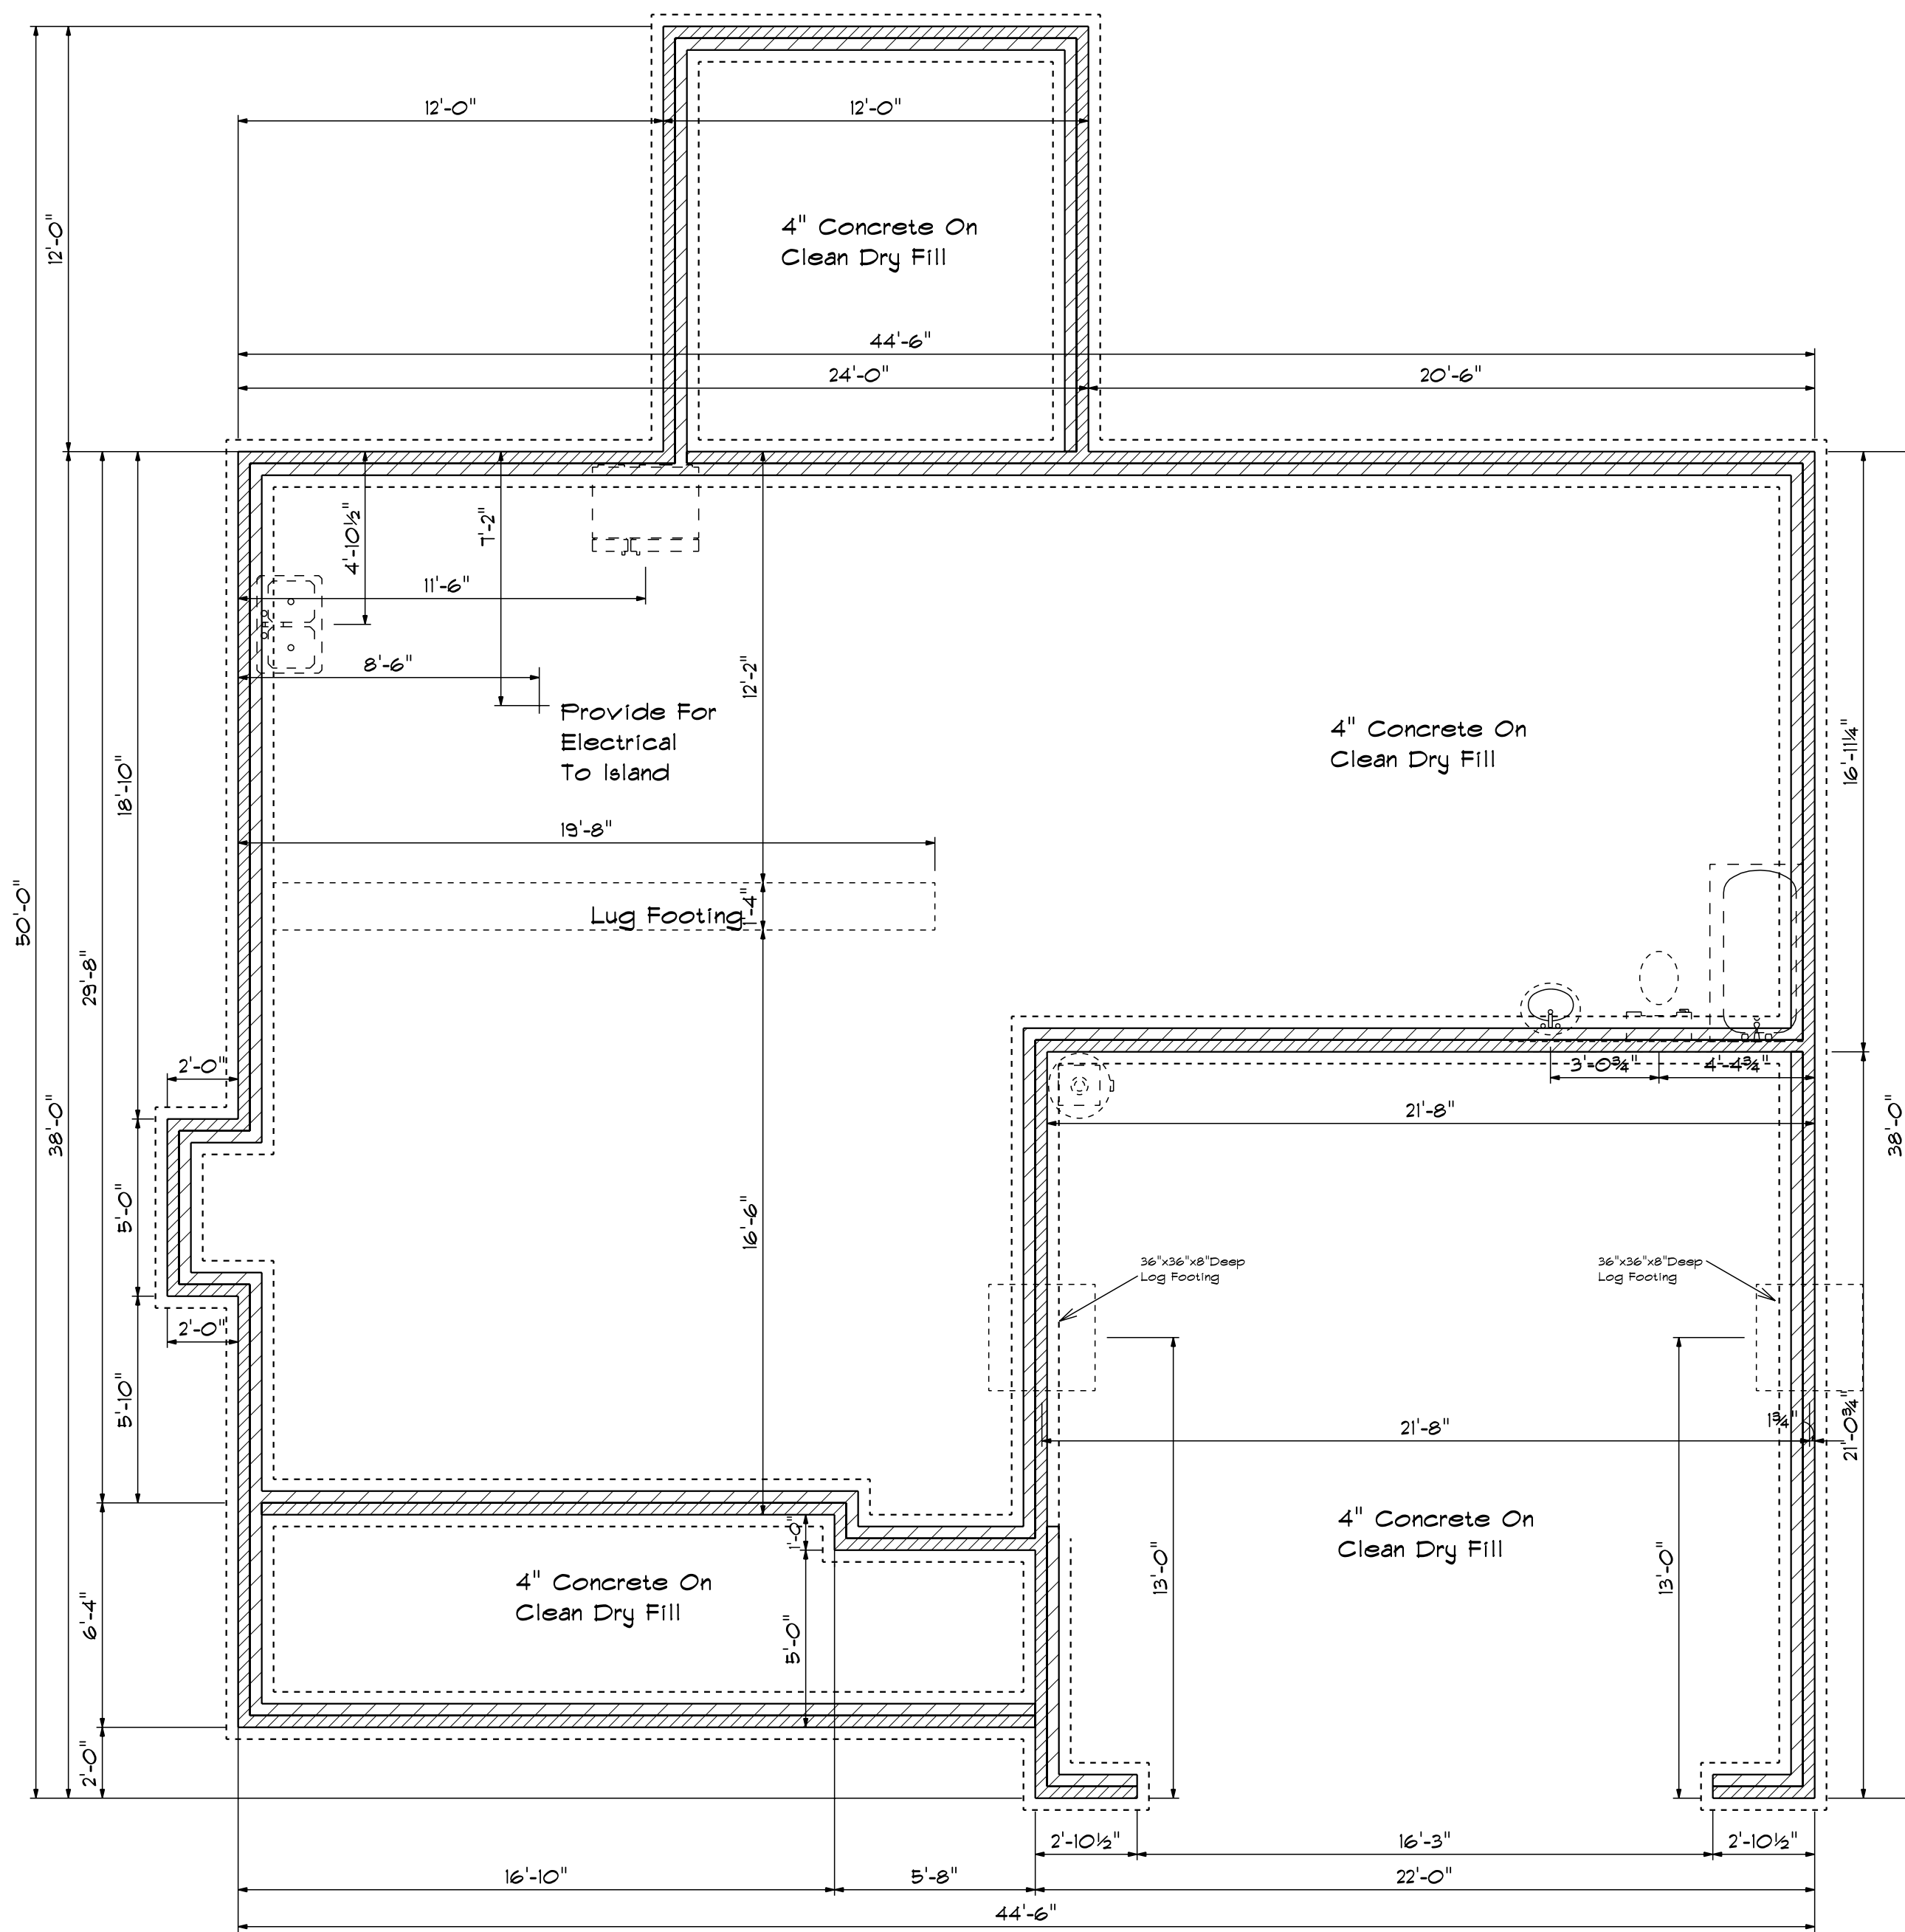 12'-0"
12'-0"
12'-0"
4" Concrete On
Clean Dry Fill
44'-6"
24'-0"
20'-6"
4'-10½"
7'-2"
11'-6"
8'-6"
12'-2"
Provide For
Electrical
To Island
4" Concrete On
Clean Dry Fill
16'-11¼"
18'-10"
19'-8"
50'-0"
29'-8"
Lug Footing
1'-4"
2'-0"
3'-0¾"
4'-4¾"
21'-8"
38'-0"
38'-0"
5'-0"
16'-6"
36"x36"x8"Deep
Log Footing
36"x36"x8"Deep
Log Footing
2'-0"
5'-10"
21'-8"
1¾"
21'-0¾"
1'-0"
4" Concrete On
Clean Dry Fill
13'-0"
13'-0"
4" Concrete On
Clean Dry Fill
6'-4"
5'-0"
2'-0"
2'-10½"
16'-3"
2'-10½"
16'-10"
5'-8"
22'-0"
44'-6"